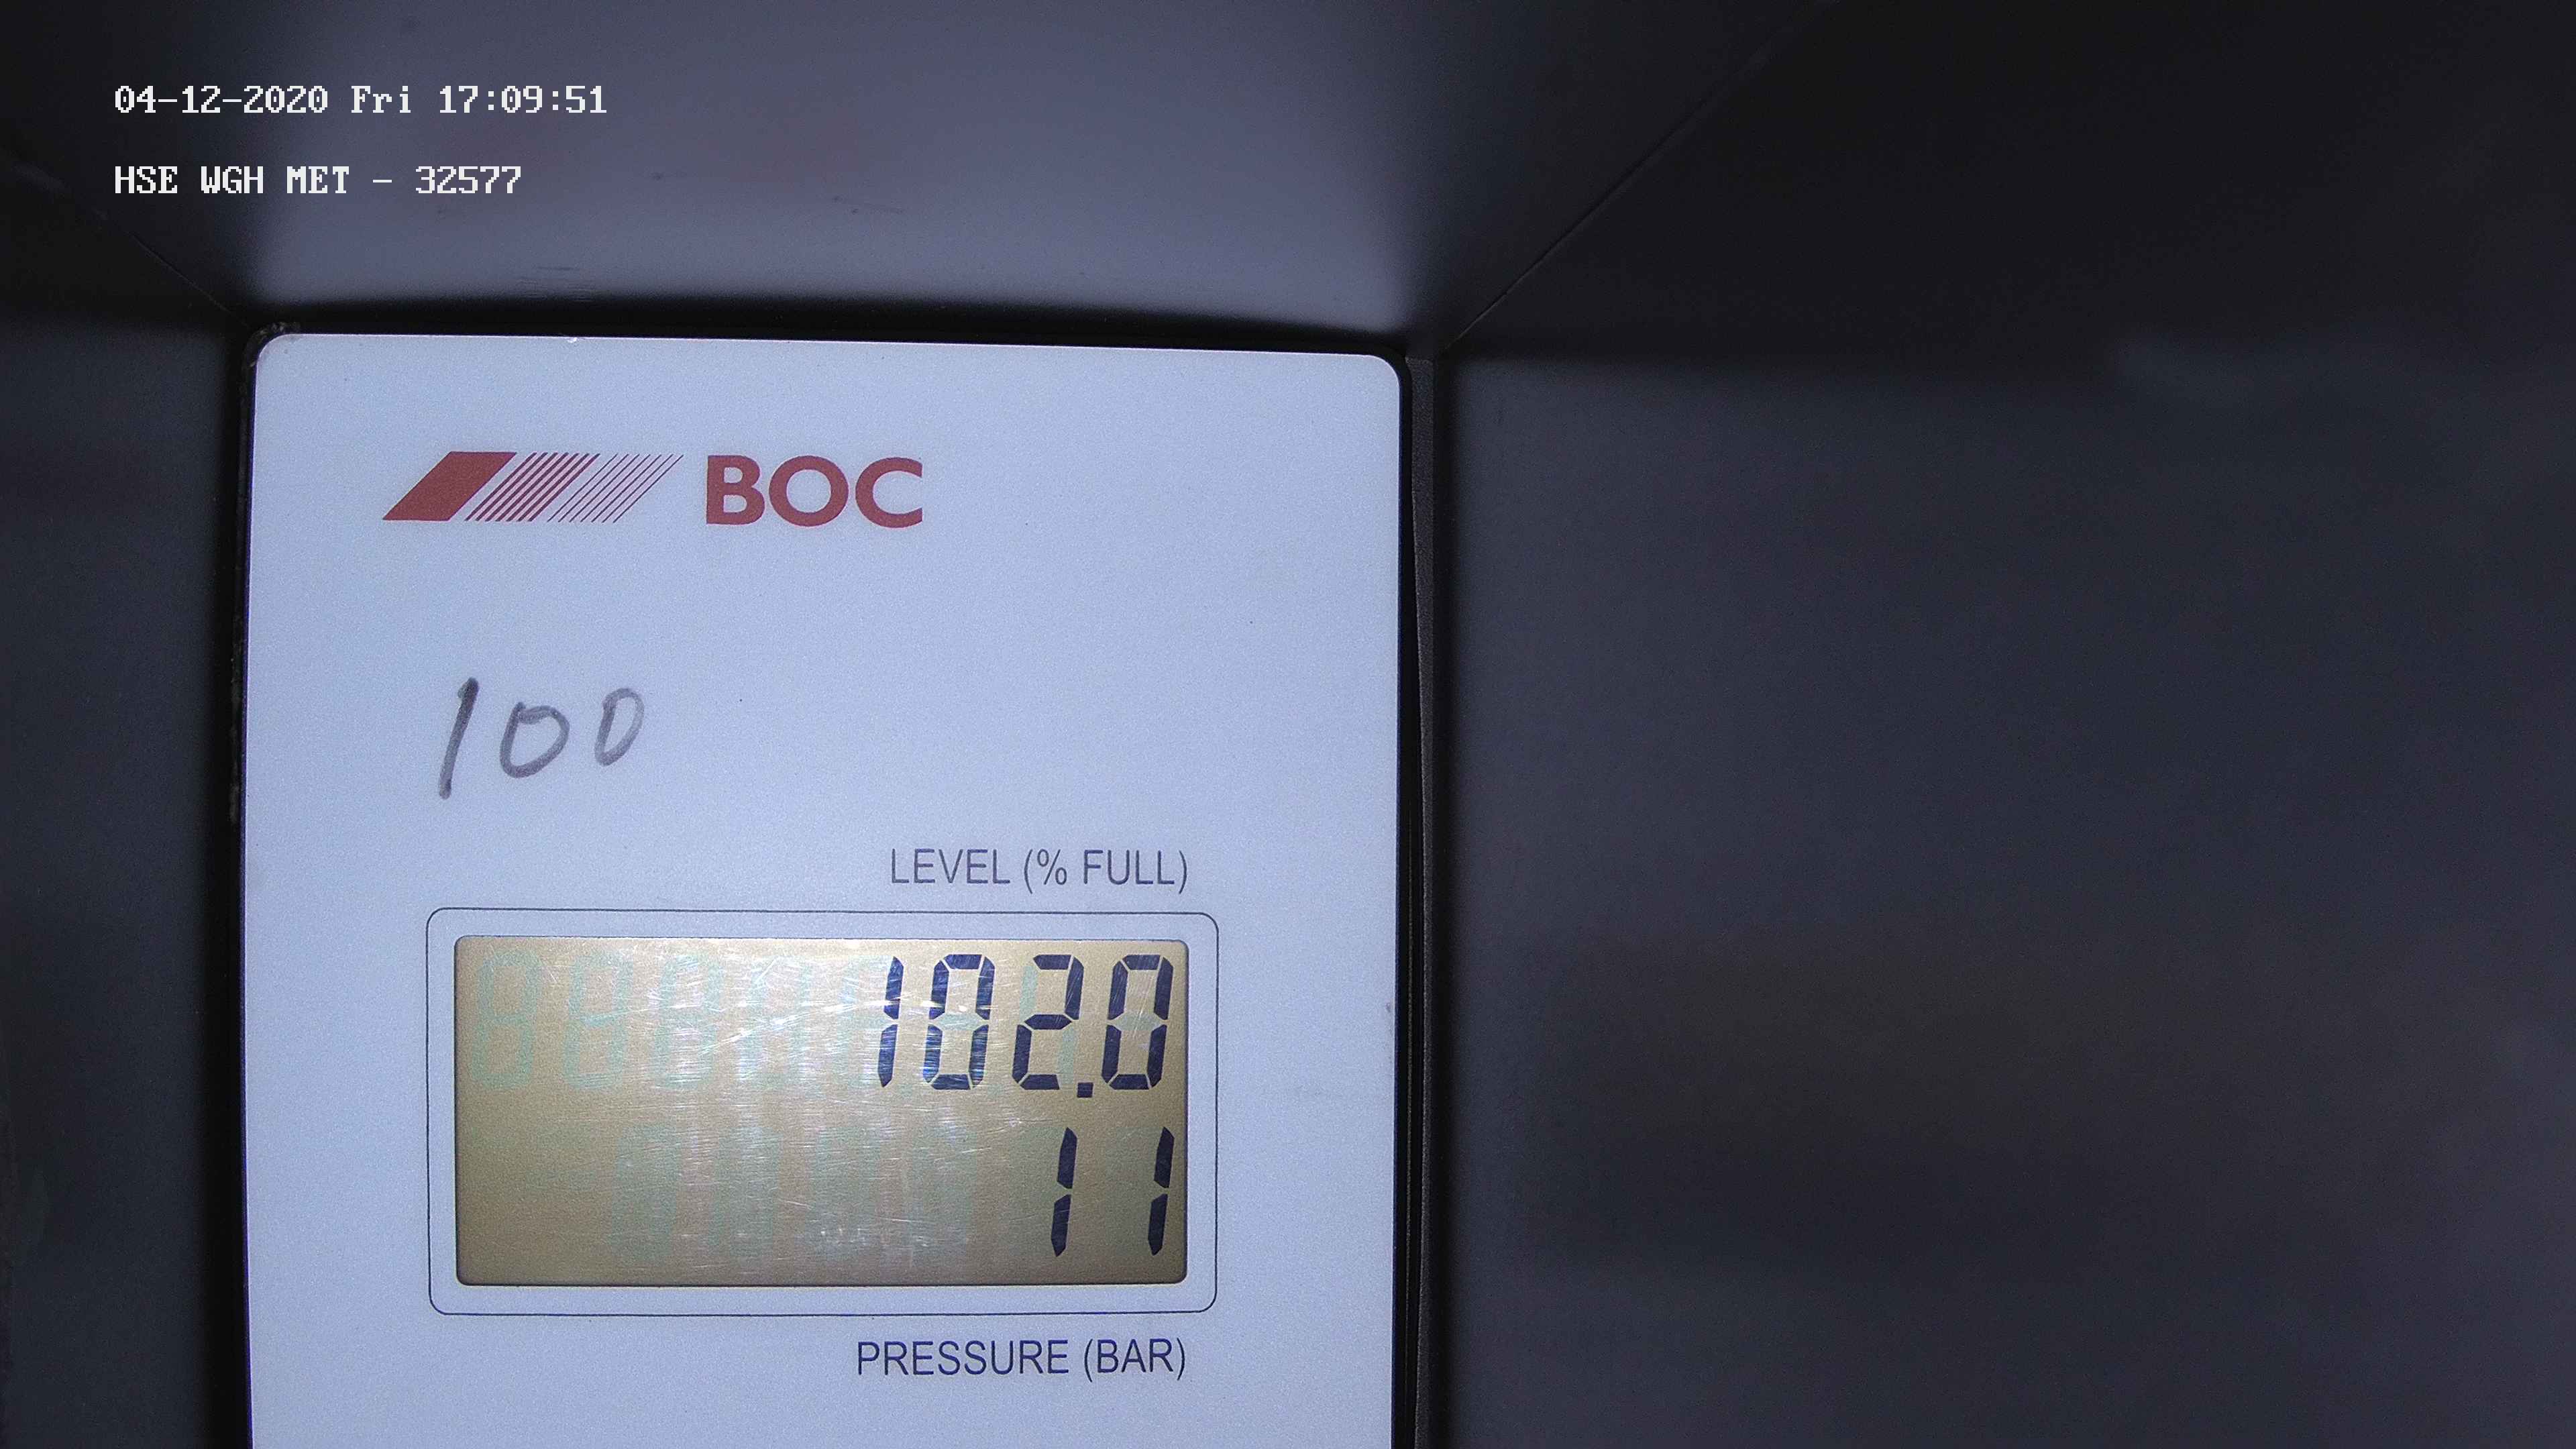 04-12-2020 Fri 17:09:51
HSE WGH MET - 32577
BOC
100
LEVEL (% FULL)
102.0
11
PRESSURE (BAR)